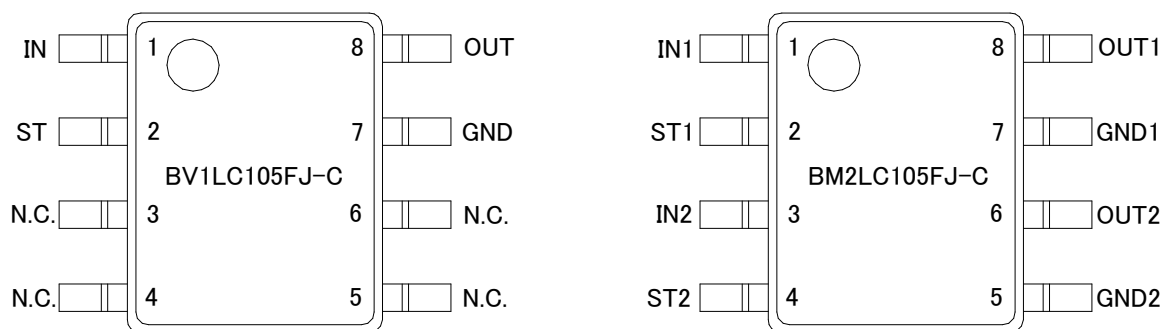 IN 1 8 OUT
ST 2 7 GND
BV1LC105FJ-C
N.C. 3 6 N.C.
N.C. 4 5 N.C.
IN1 1 8 OUT1
ST1 2 7 GND1
BM2LC105FJ-C
IN2 3 6 OUT2
ST2 4 5 GND2